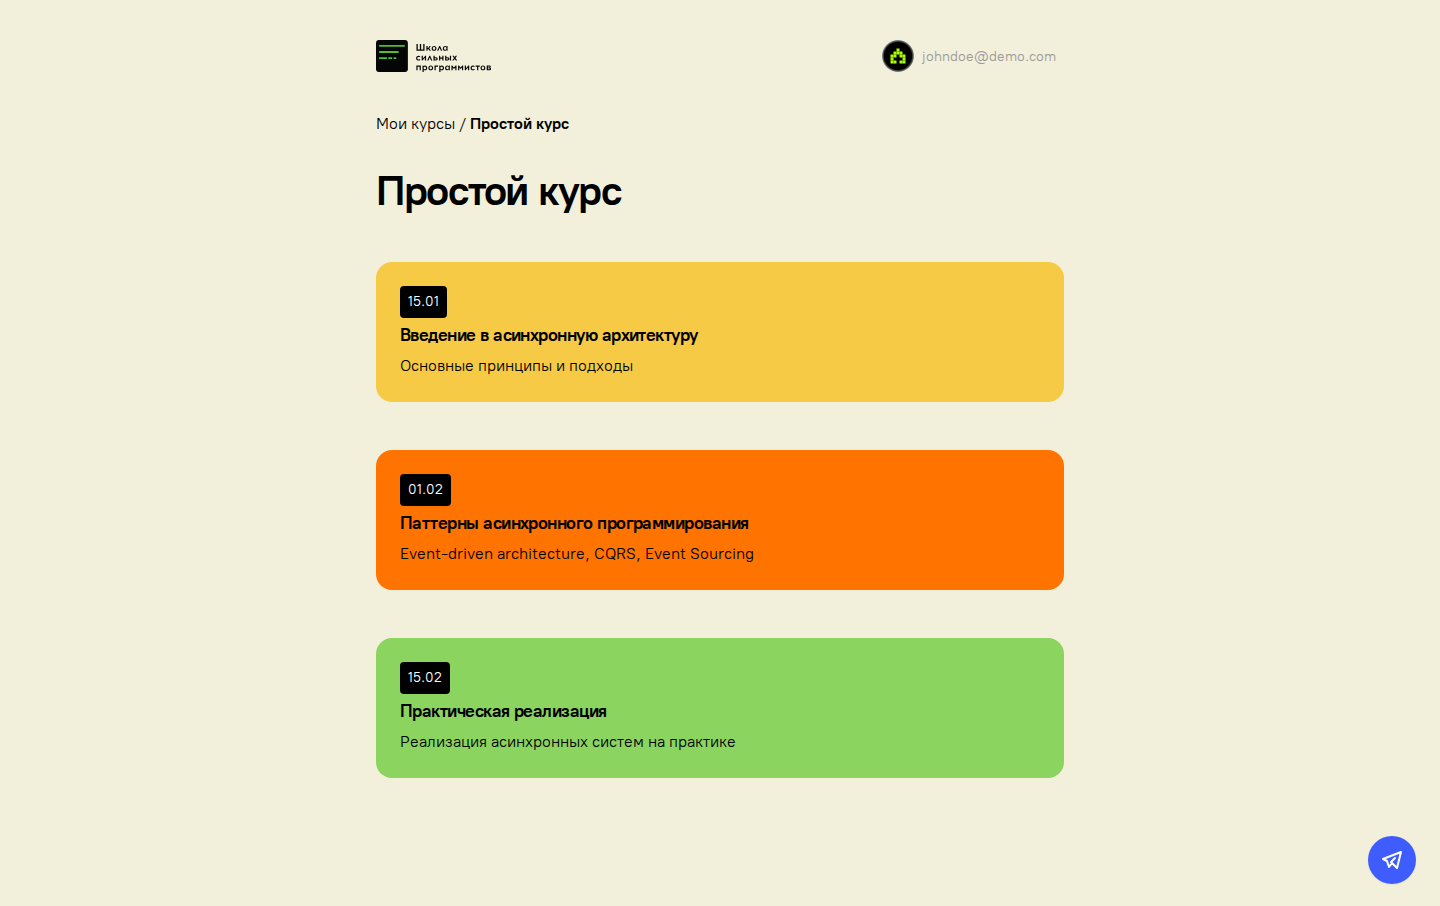 Школа
сильных
программистов
johndoe@demo.com
Мои курсы / Простой курс
Простой курс
15.01
Введение в асинхронную архитектуру
Основные принципы и подходы
01.02
Паттерны асинхронного программирования
Event-driven architecture, CQRS, Event Sourcing
15.02
Практическая реализация
Реализация асинхронных систем на практике